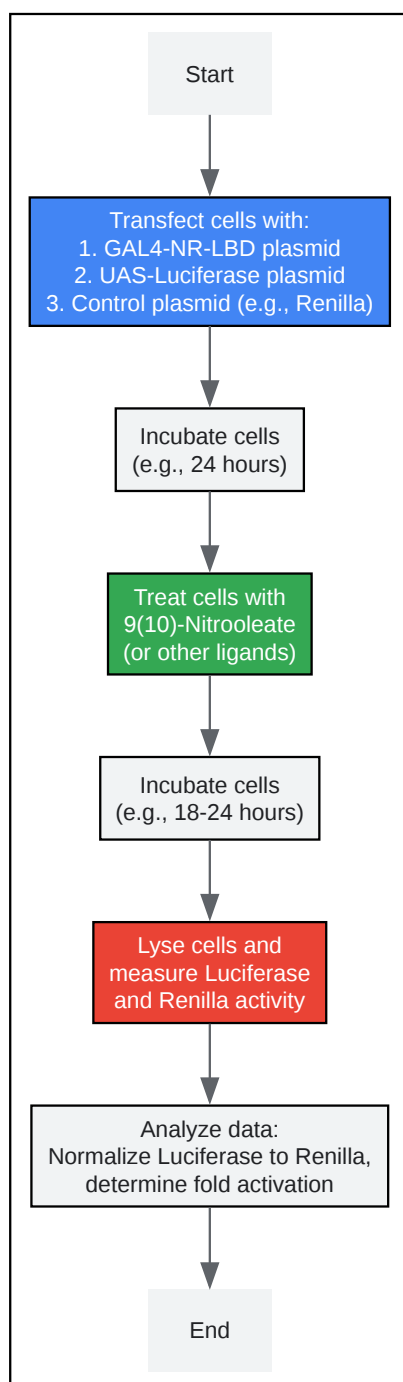 Start
Transfect cells with:
1. GAL4-NR-LBD plasmid
2. UAS-Luciferase plasmid
3. Control plasmid (e.g., Renilla)
Incubate cells
(e.g., 24 hours)
Treat cells with
9(10)-Nitrooleate
(or other ligands)
Incubate cells
(e.g., 18-24 hours)
Lyse cells and
measure Luciferase
and Renilla activity
Analyze data:
Normalize Luciferase to Renilla,
determine fold activation
End